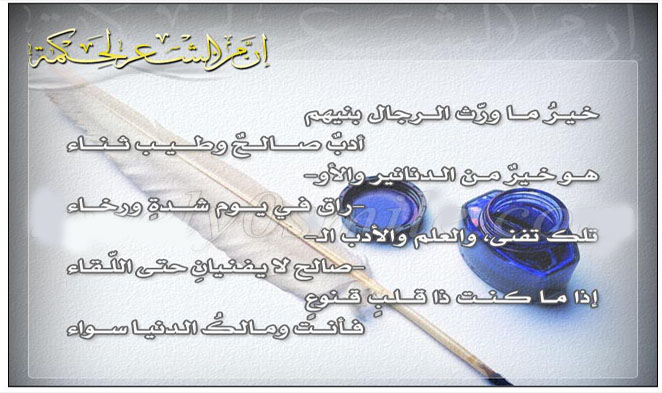 إن من الشعر لحكمة
خيرُ ما ورّث الرجال بنيهم
أدبٌ صالحٌ وطيب ثناء
هو خيرٌ من الدنانير والأو-
-راق في يوم شدةِ ورخاء
تلك تفنى، والعلم والأدب الـ-
-صالح لا يفنيانِ حتى اللّقاء
إذا ما كنت ذا قلبِ قنوعِ
فأنت ومالكُ الدنيا سواء